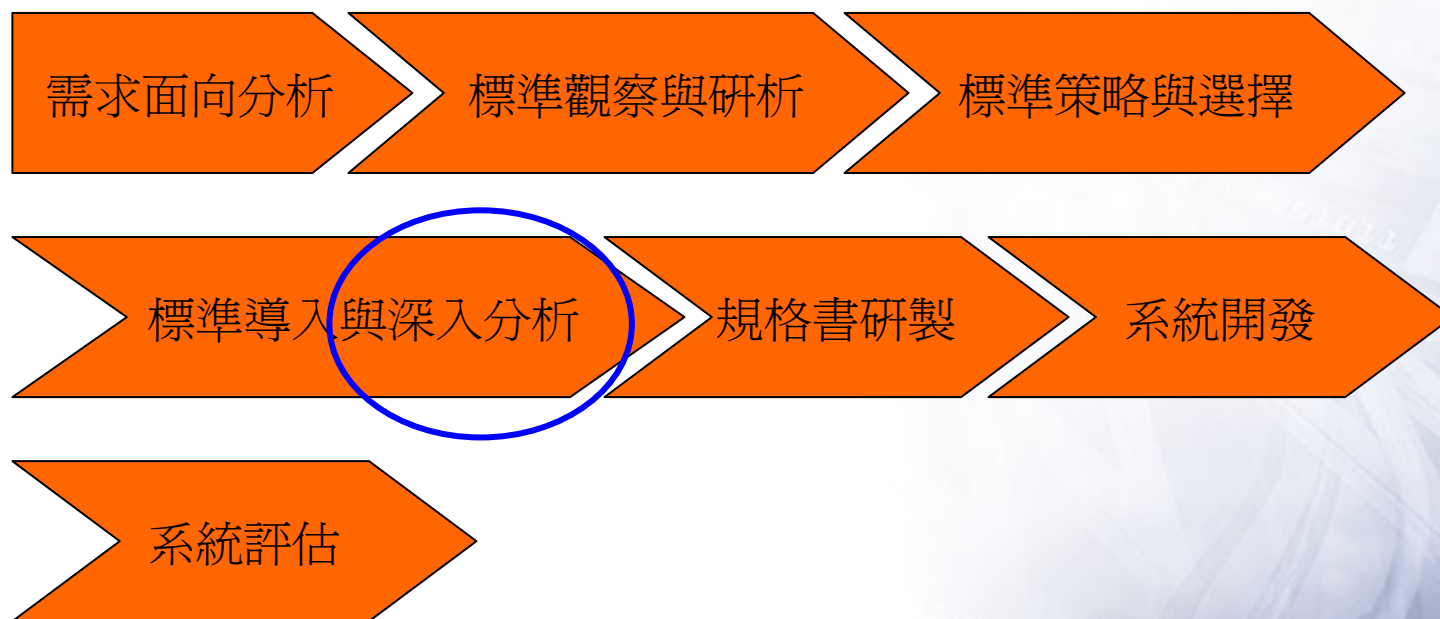 需求面向分析
標準觀察與研析
標準策略與選擇
標準導入與深入分析
規格書研製
系統開發
系統評估